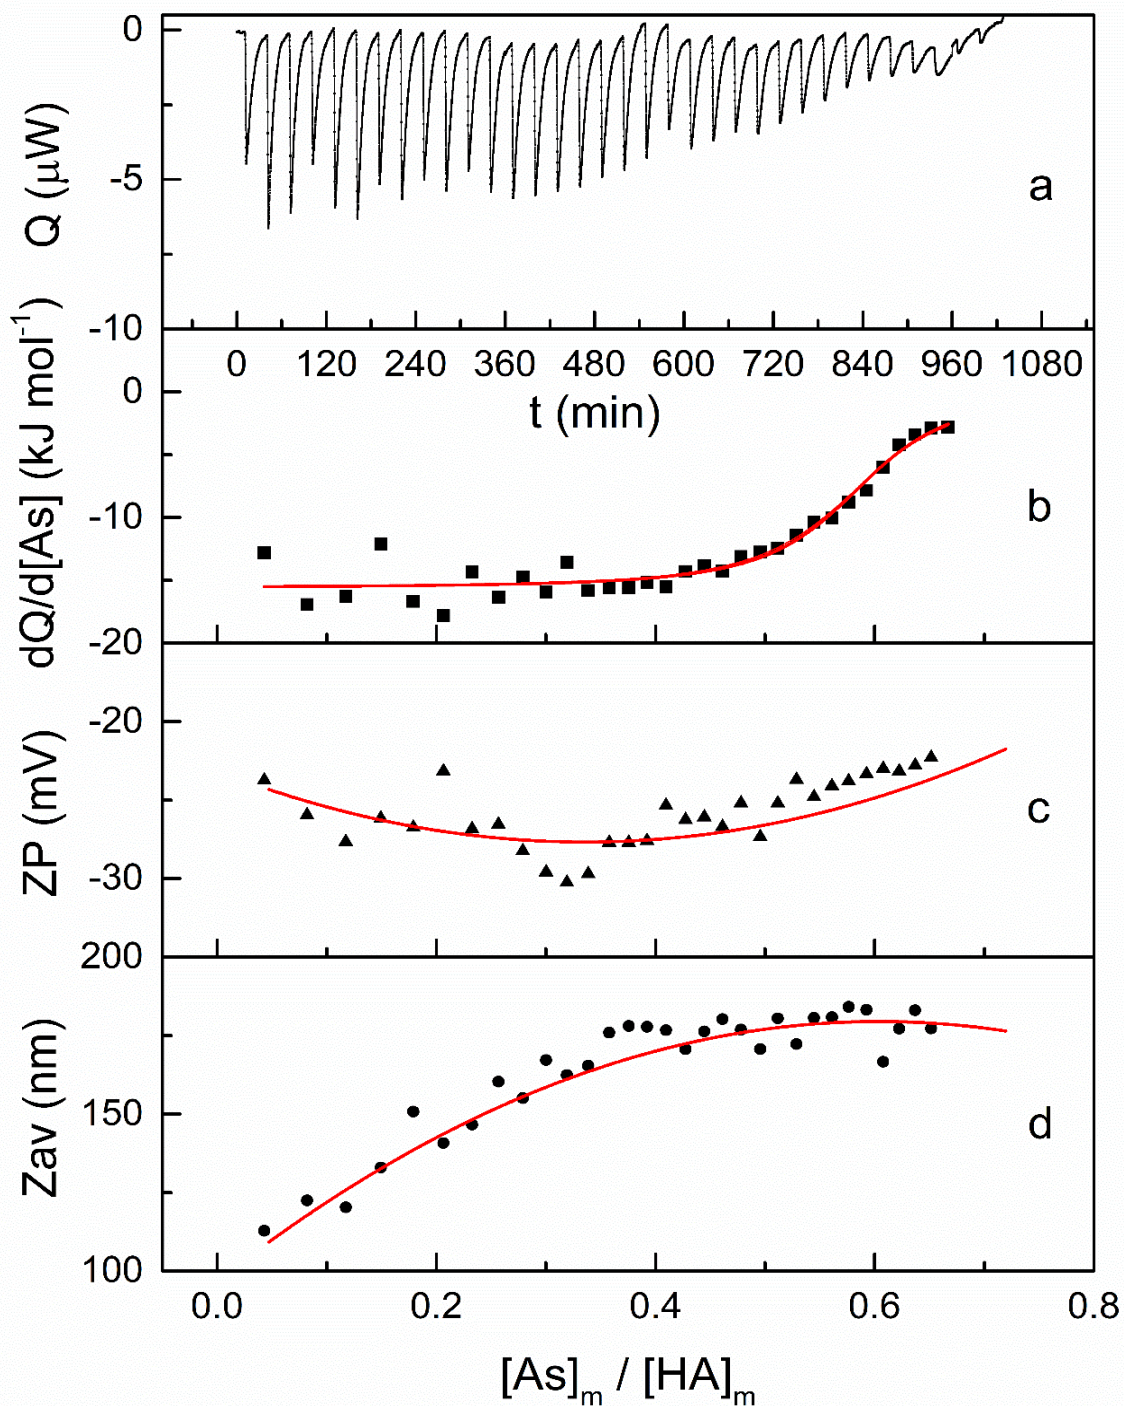 0
-5
-10
Q (μW)
a
0 120 240 360 480 600 720 840 960 1080
t (min)
0
-10
-20
dQ/d[As] (kJ mol⁻¹)
b
-20
-30
ZP (mV)
c
200
150
100
Zav (nm)
d
0.0 0.2 0.4 0.6 0.8
[As]ₘ / [HA]ₘ